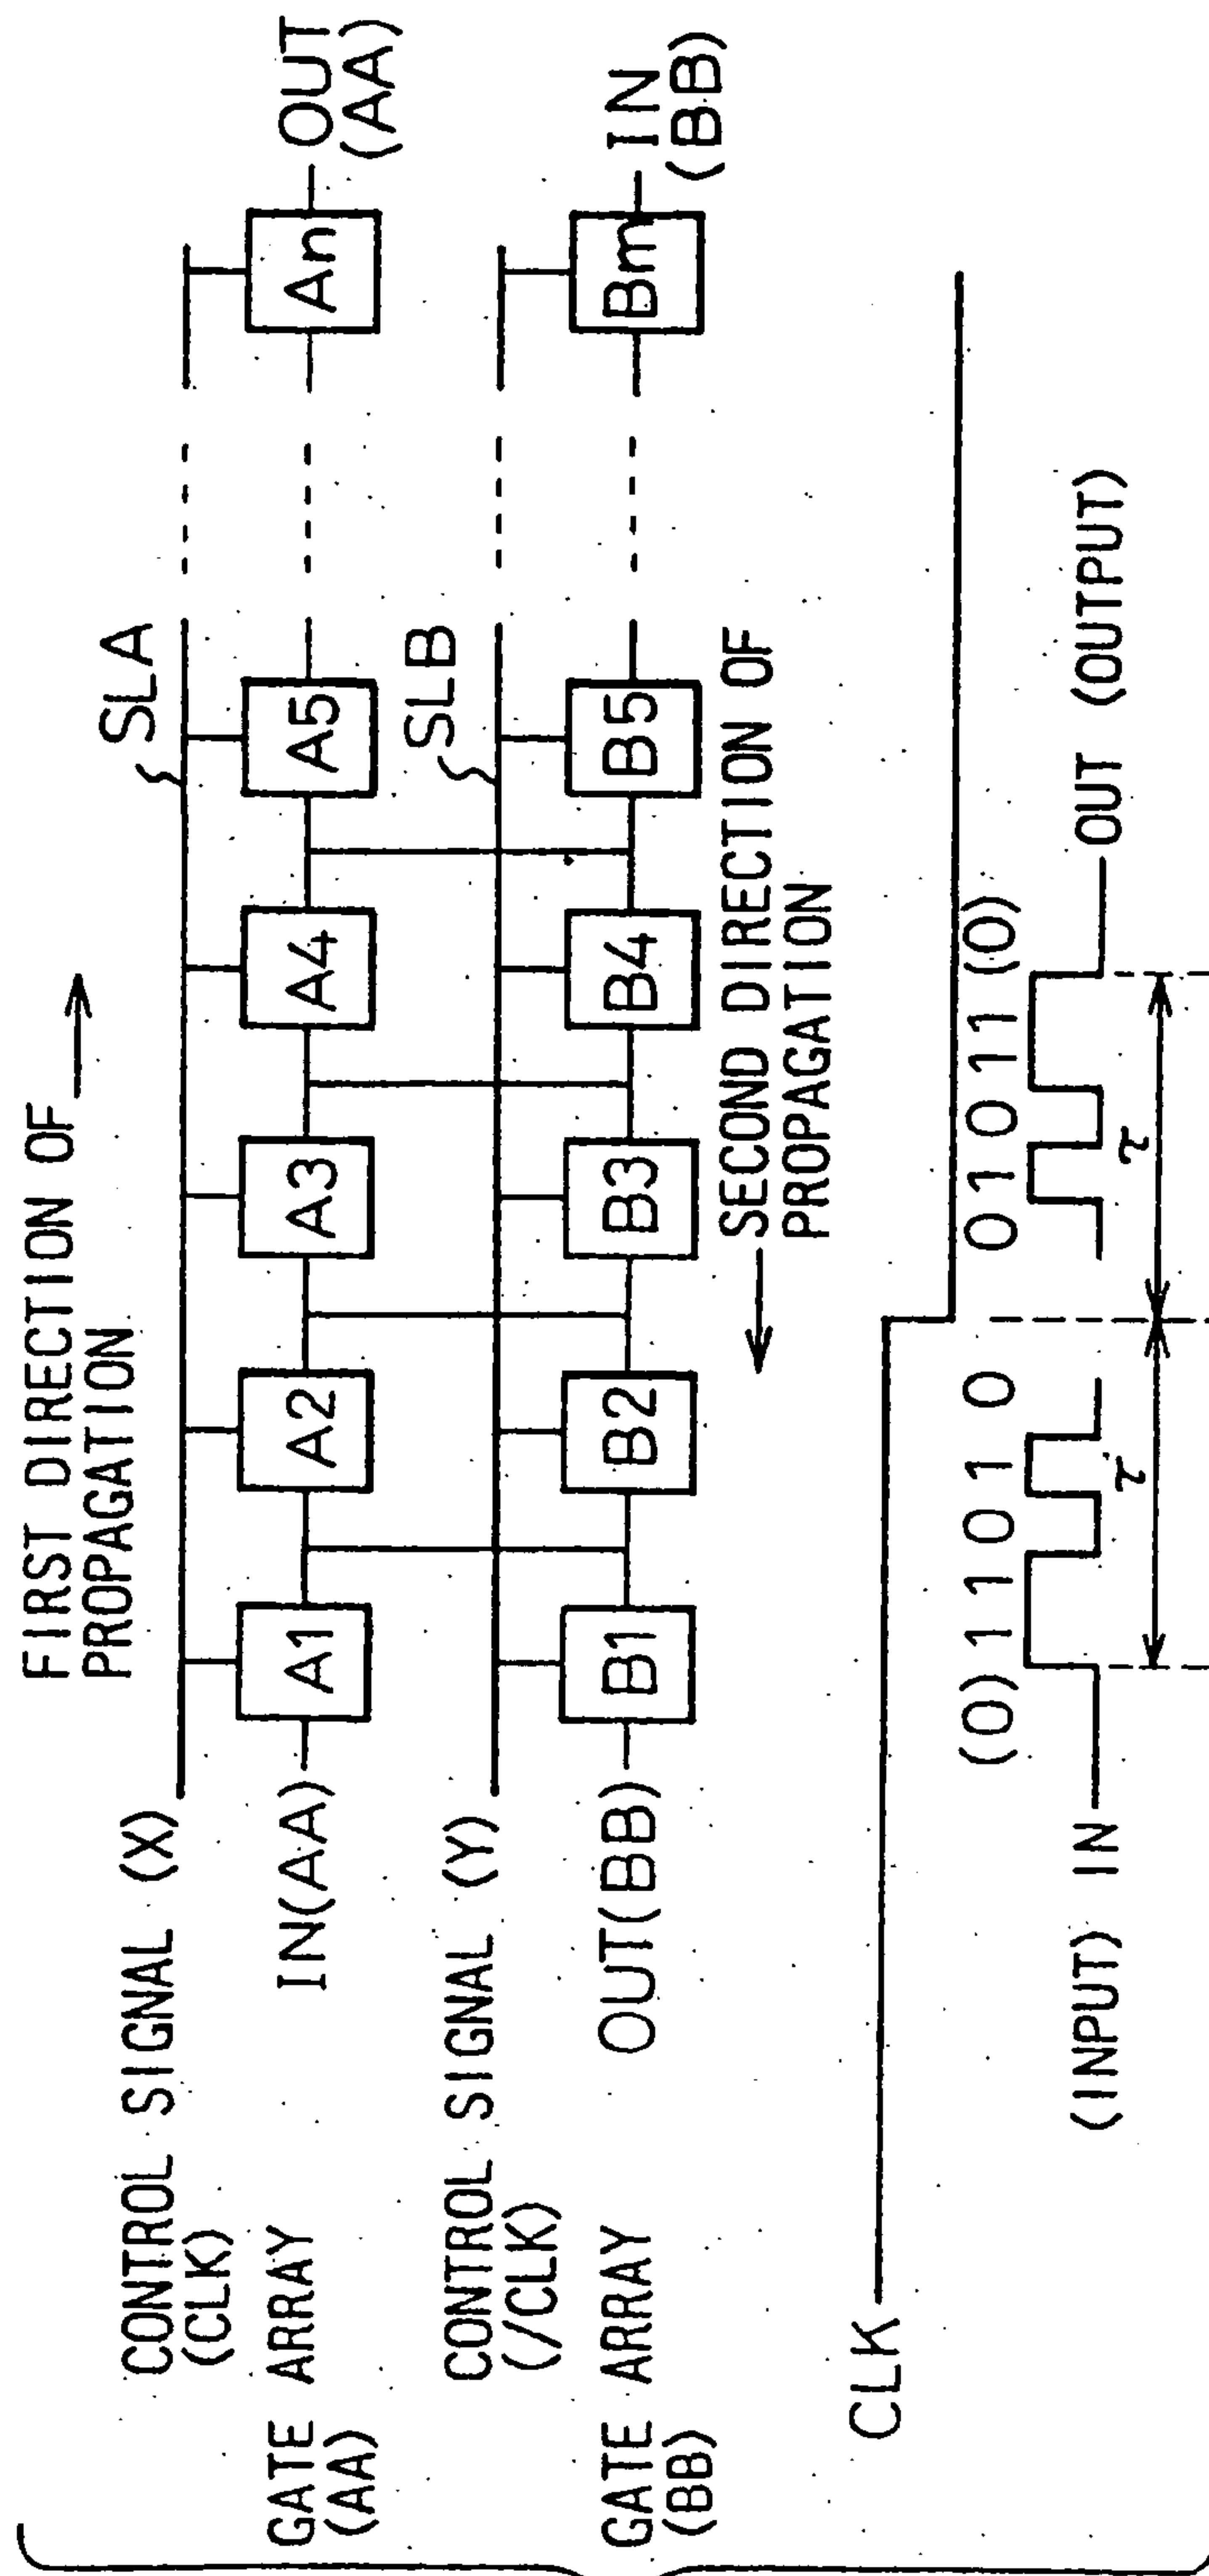 FIRST DIRECTION OF
PROPAGATION
CONTROL SIGNAL (X)
(CLK)
SLA
GATE ARRAY
(AA)
IN(AA)
A1
A2
A3
A4
A5
An
OUT
(AA)
CONTROL SIGNAL (Y)
(/CLK)
SLB
GATE ARRAY
(BB)
OUT(BB)
B1
B2
B3
B4
B5
Bm
IN
(BB)
SECOND DIRECTION OF
PROPAGATION
CLK
(0) 1 1 0 1 0
0 1 0 1 1 (0)
(INPUT) IN
τ
τ
OUT (OUTPUT)